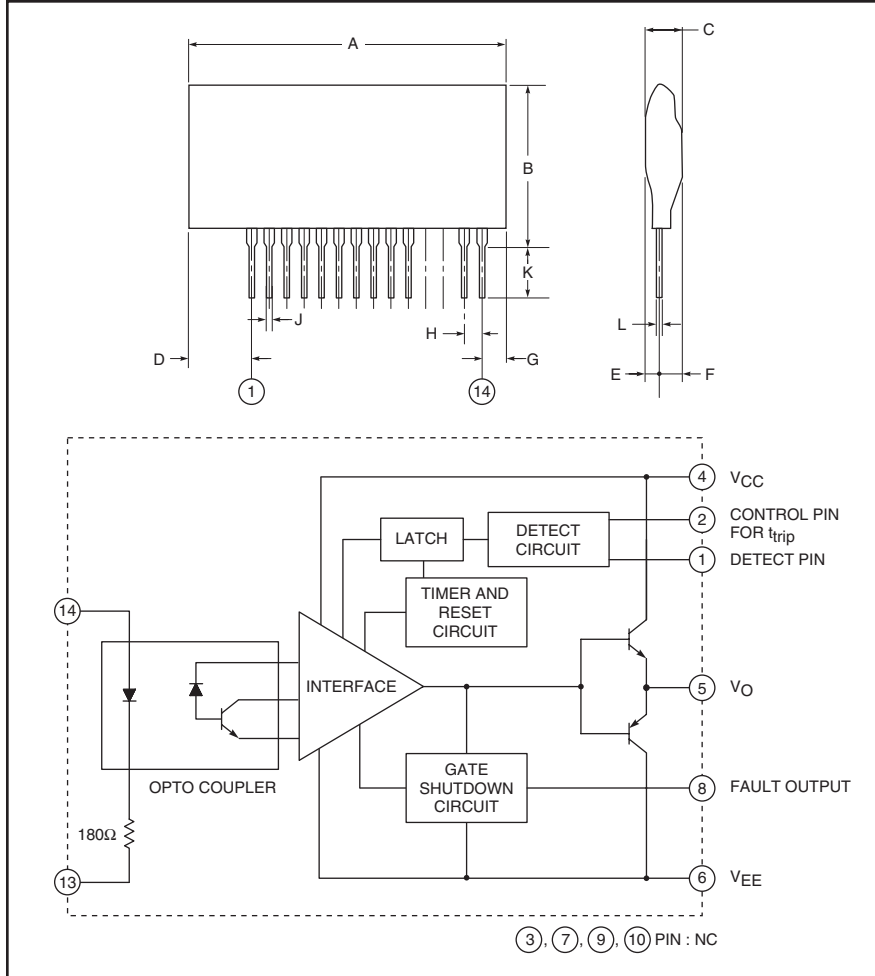 A
C
B
K
J
H
L
D
G
E
F
1
14
4 VCC
2 CONTROL PIN
FOR ttrip
LATCH
DETECT
CIRCUIT
1 DETECT PIN
TIMER AND
RESET
CIRCUIT
14
INTERFACE
5 VO
GATE
SHUTDOWN
CIRCUIT
OPTO COUPLER
8 FAULT OUTPUT
180Ω
13
6 VEE
3, 7, 9, 10 PIN : NC